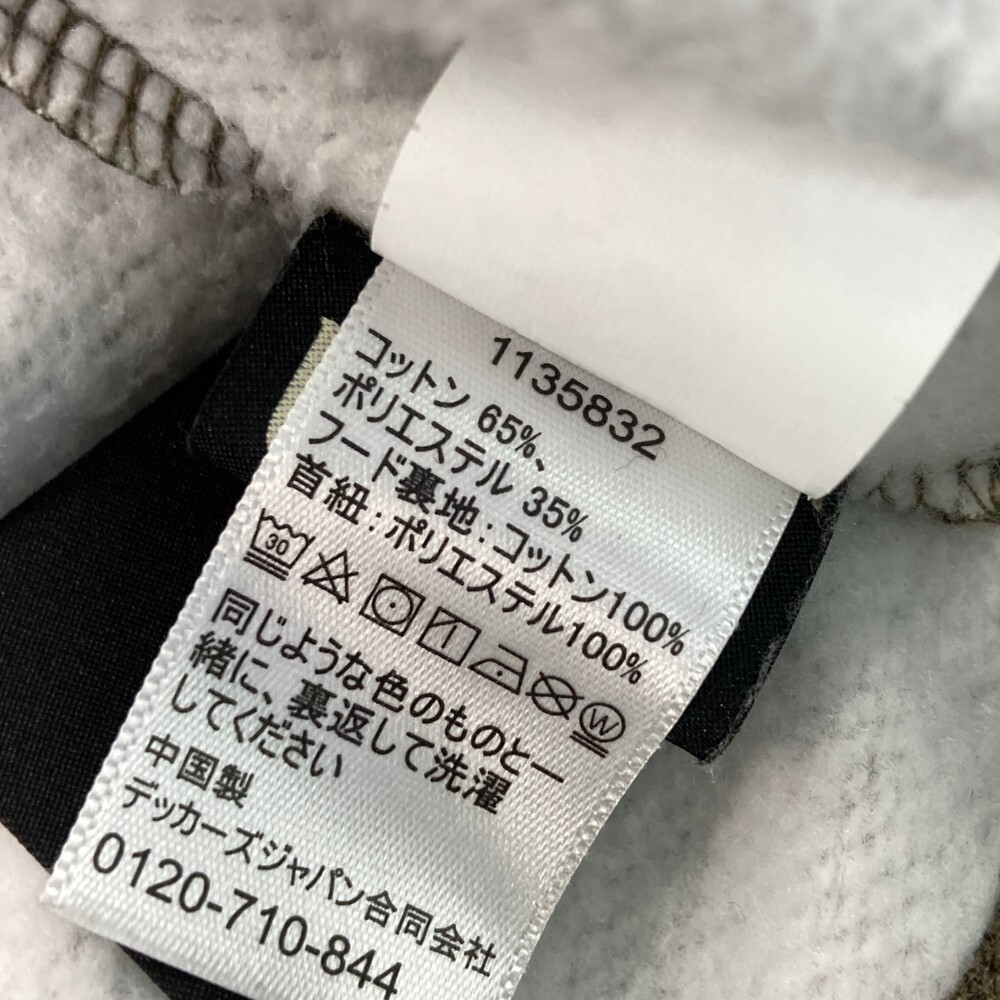 1135832
コットン 65%、
ポリエステル 35%
フード裏地：コットン100%
首紐：ポリエステル100%
30
W
同じような色のものと一
緒に、裏返して洗濯
してください
中国製
デッカーズジャパン合同会社
0120-710-844